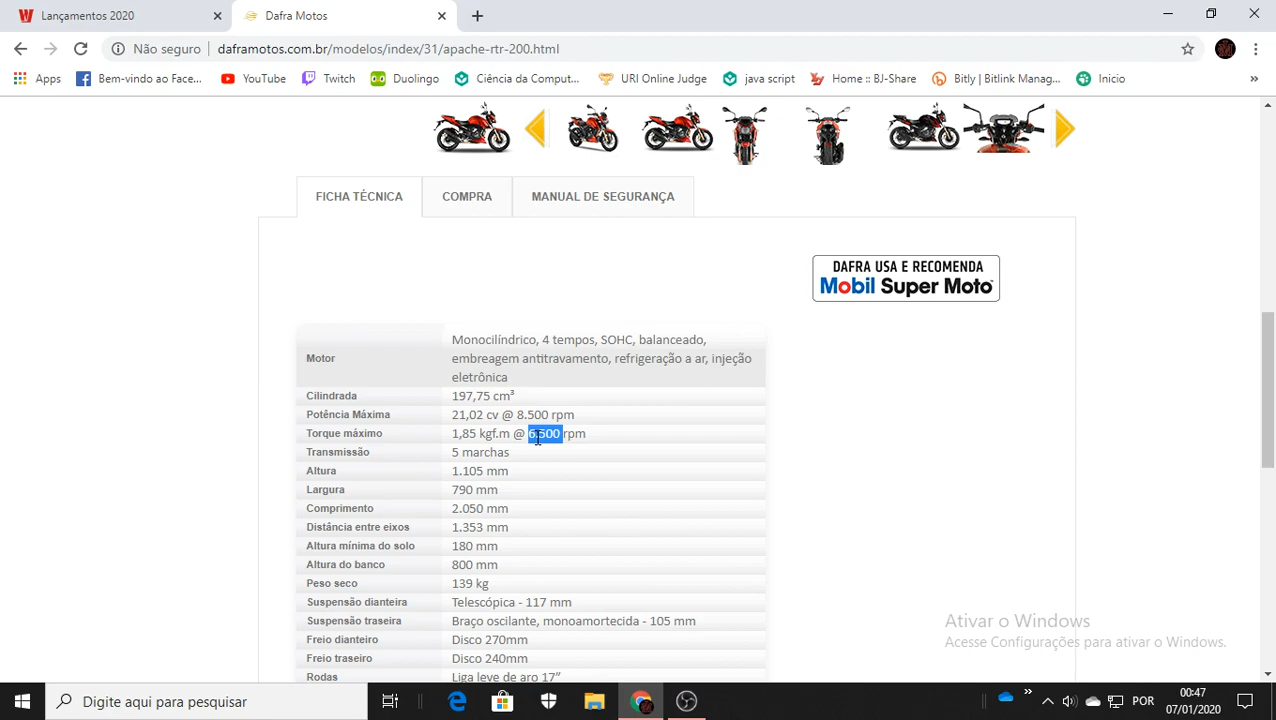 Lançamentos 2020
Dafra Motos
Não seguro
daframotos.com.br/modelos/index/31/apache-rtr-200.html
Apps
Bem-vindo ao Face...
YouTube
Twitch
Duolingo
Ciência da Comput...
URI Online Judge
java script
Home :: BJ-Share
Bitly | Bitlink Manag...
Inicio
FICHA TÉCNICA
COMPRA
MANUAL DE SEGURANÇA
DAFRA USA E RECOMENDA
Mobil Super Moto
Motor
Monocilíndrico, 4 tempos, SOHC, balanceado,
embreagem antitravamento, refrigeração a ar, injeção
eletrônica
Cilindrada 197,75 cm³
Potência Máxima 21,02 cv @ 8.500 rpm
Torque máximo 1,85 kgf.m @ 6.500 rpm
Transmissão 5 marchas
Altura 1.105 mm
Largura 790 mm
Comprimento 2.050 mm
Distância entre eixos 1.353 mm
Altura mínima do solo 180 mm
Altura do banco 800 mm
Peso seco 139 kg
Suspensão dianteira Telescópica - 117 mm
Suspensão traseira Braço oscilante, monoamortecida - 105 mm
Freio dianteiro Disco 270mm
Freio traseiro Disco 240mm
Rodas Liga leve de aro 17"
Ativar o Windows
Acesse Configurações para ativar o Windows.
Digite aqui para pesquisar
POR
00:47
07/01/2020